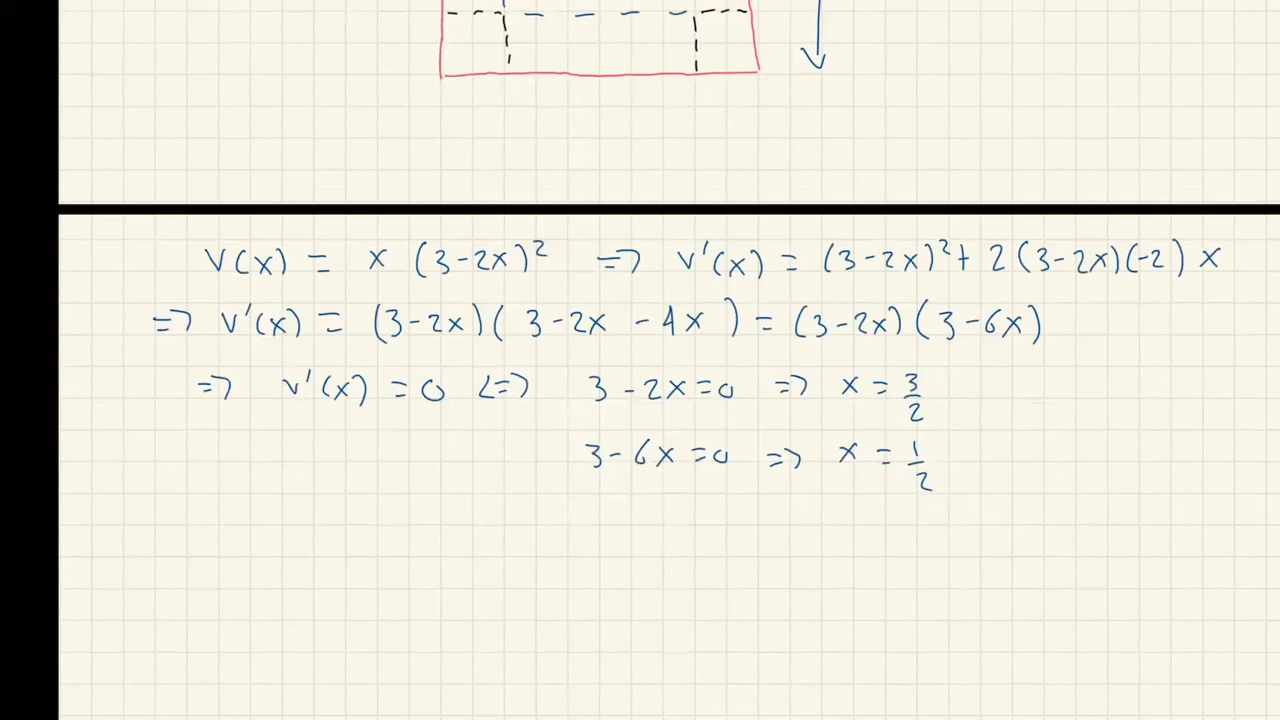 V(x) = x (3-2x)² => V'(x) = (3-2x)² + 2(3-2x)(-2) x
=> V'(x) = (3-2x)(3-2x -4x) = (3-2x)(3-6x)
=> V'(x) = 0 <=> 3-2x=0 => x = 3/2
3-6x=0 => x = 1/2